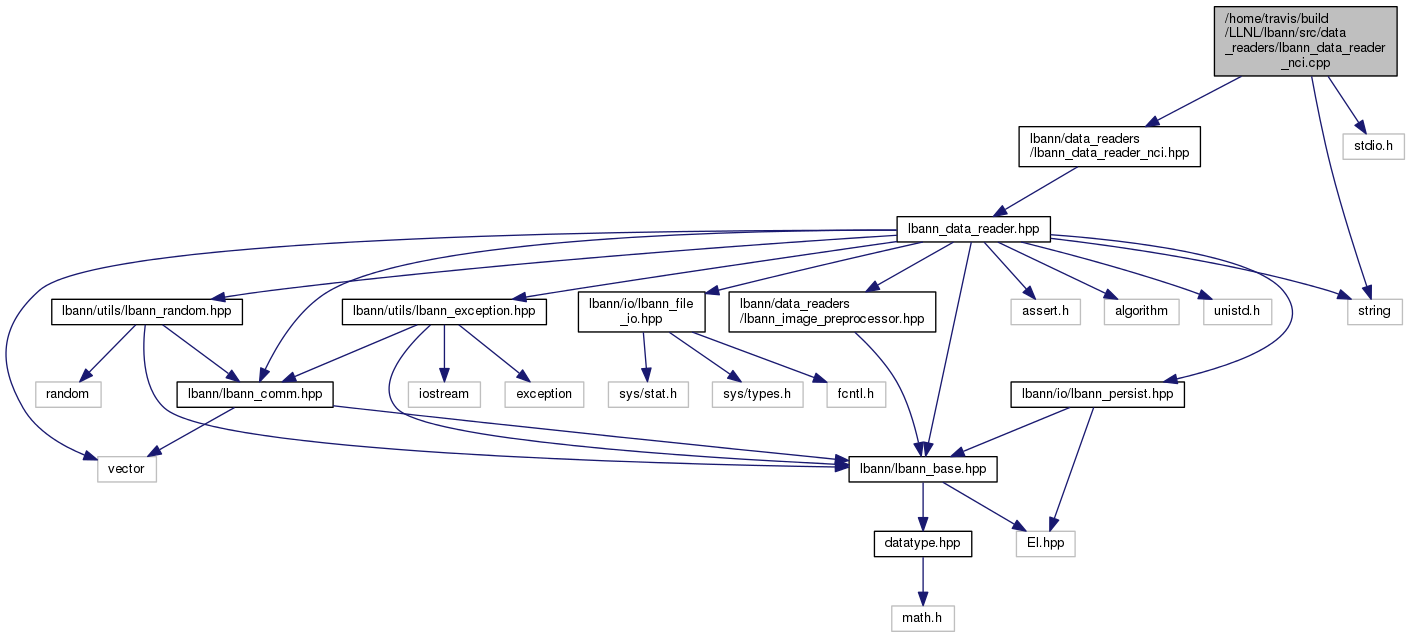 /home/travis/build
/LLNL/lbann/src/data
_readers/lbann_data_reader
_nci.cpp
lbann/data_readers
/lbann_data_reader_nci.hpp
stdio.h
lbann_data_reader.hpp
lbann/utils/lbann_random.hpp
lbann/utils/lbann_exception.hpp
lbann/io/lbann_file
_io.hpp
lbann/data_readers
/lbann_image_preprocessor.hpp
assert.h
algorithm
unistd.h
string
random
lbann/lbann_comm.hpp
iostream
exception
sys/stat.h
sys/types.h
fcntl.h
lbann/io/lbann_persist.hpp
vector
lbann/lbann_base.hpp
datatype.hpp
El.hpp
math.h